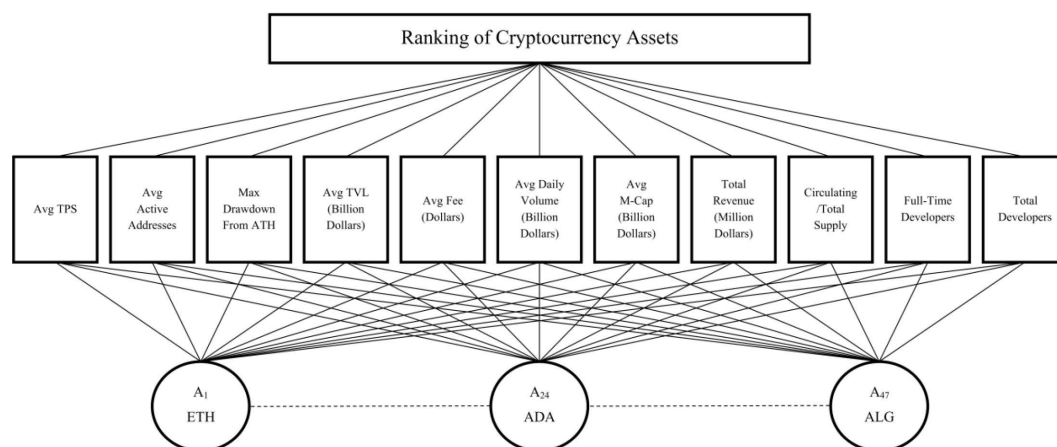 Ranking of Cryptocurrency Assets
Avg TPS
Avg
Active
Addresses
Max
Drawdown
From ATH
Avg TVL
(Billion
Dollars)
Avg Fee
(Dollars)
Avg Daily
Volume
(Billion
Dollars)
Avg
M-Cap
(Billion
Dollars)
Total
Revenue
(Million
Dollars)
Circulating
/Total
Supply
Full-Time
Developers
Total
Developers
A1
ETH
A24
ADA
A47
ALG